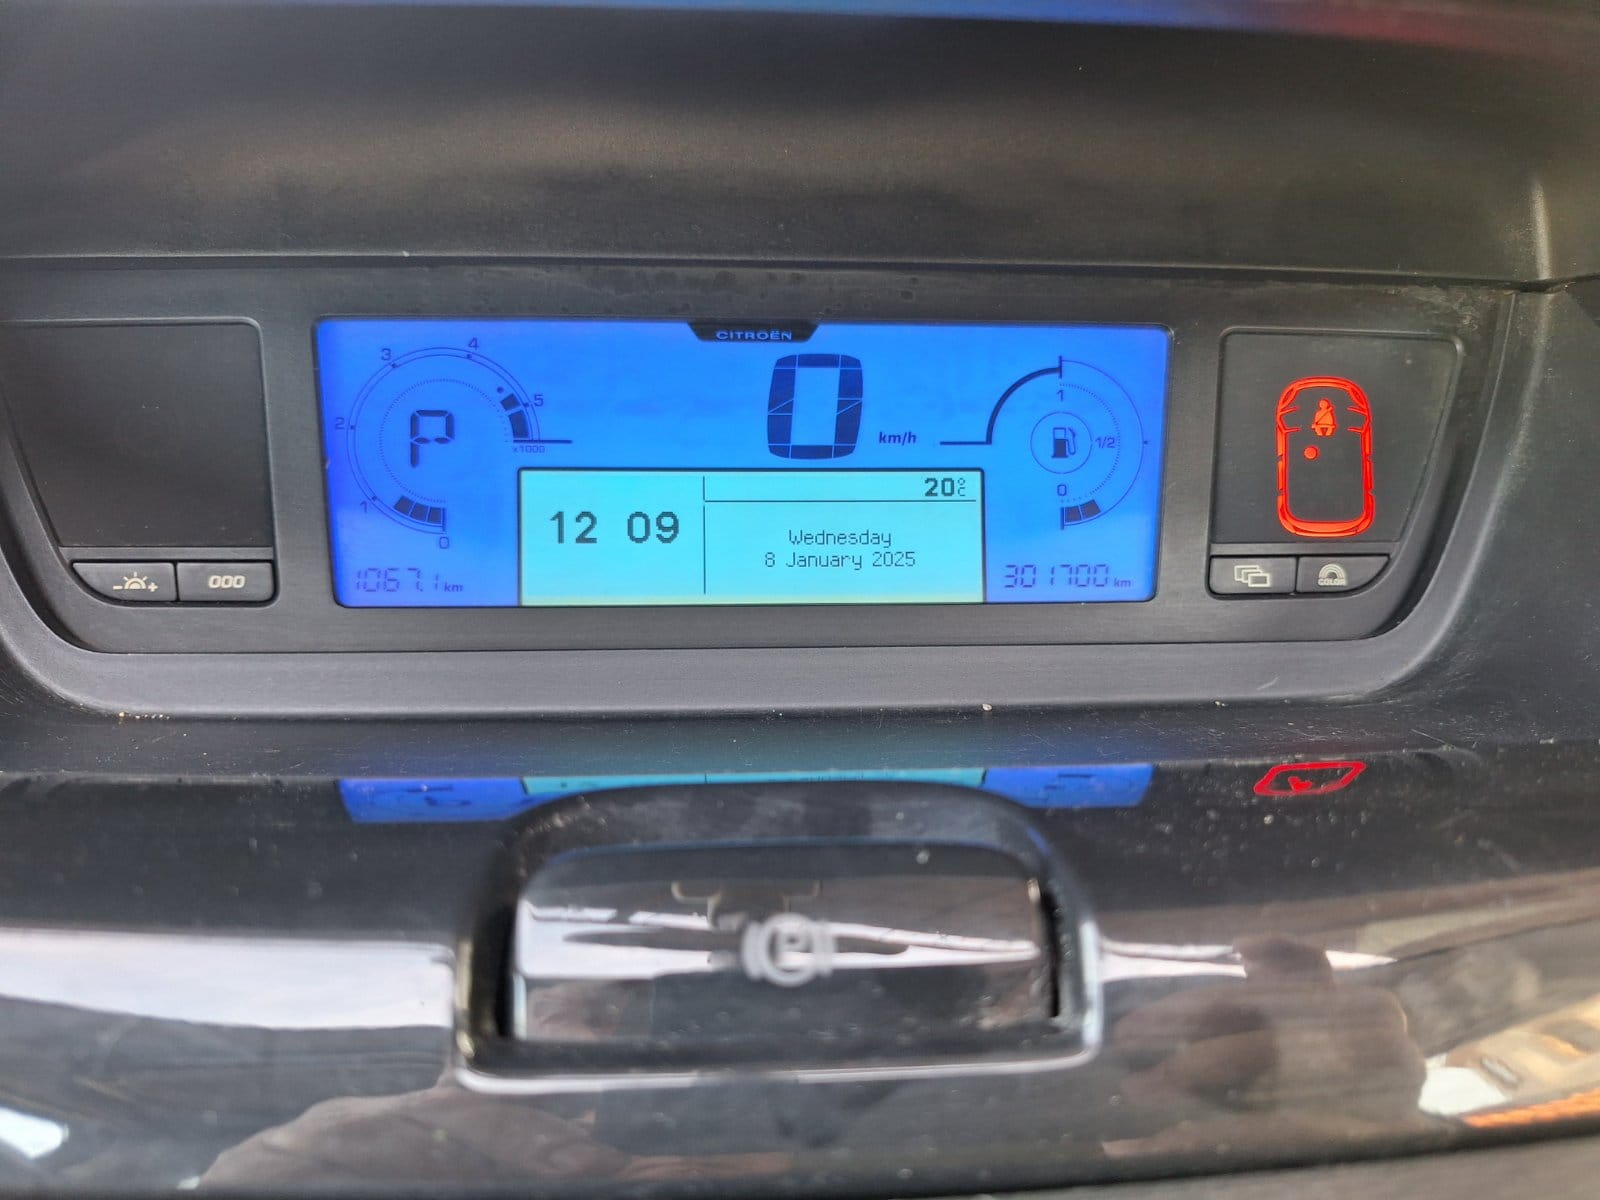 CITROËN
4
3
5
2
x1000
1
0
P
0
km/h
1
1/2
0
20°C
12 09
Wednesday
8 January 2025
1067.1 km
301700 km
- +
000
COLOR
(P)